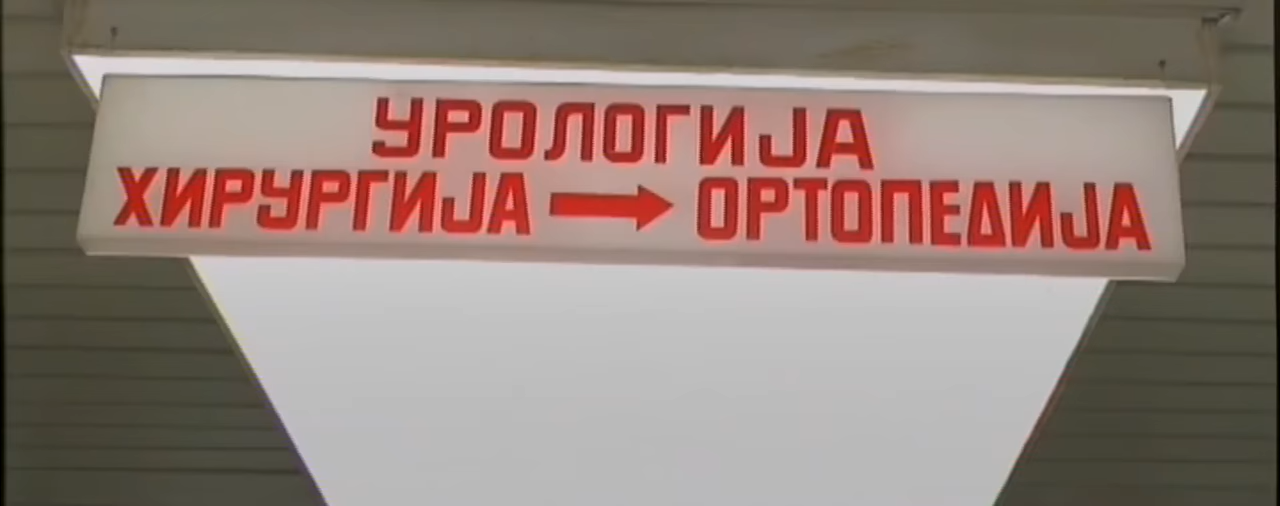 УРОЛОГИЈА
ХИРУРГИЈА → ОРТОПЕДИЈА